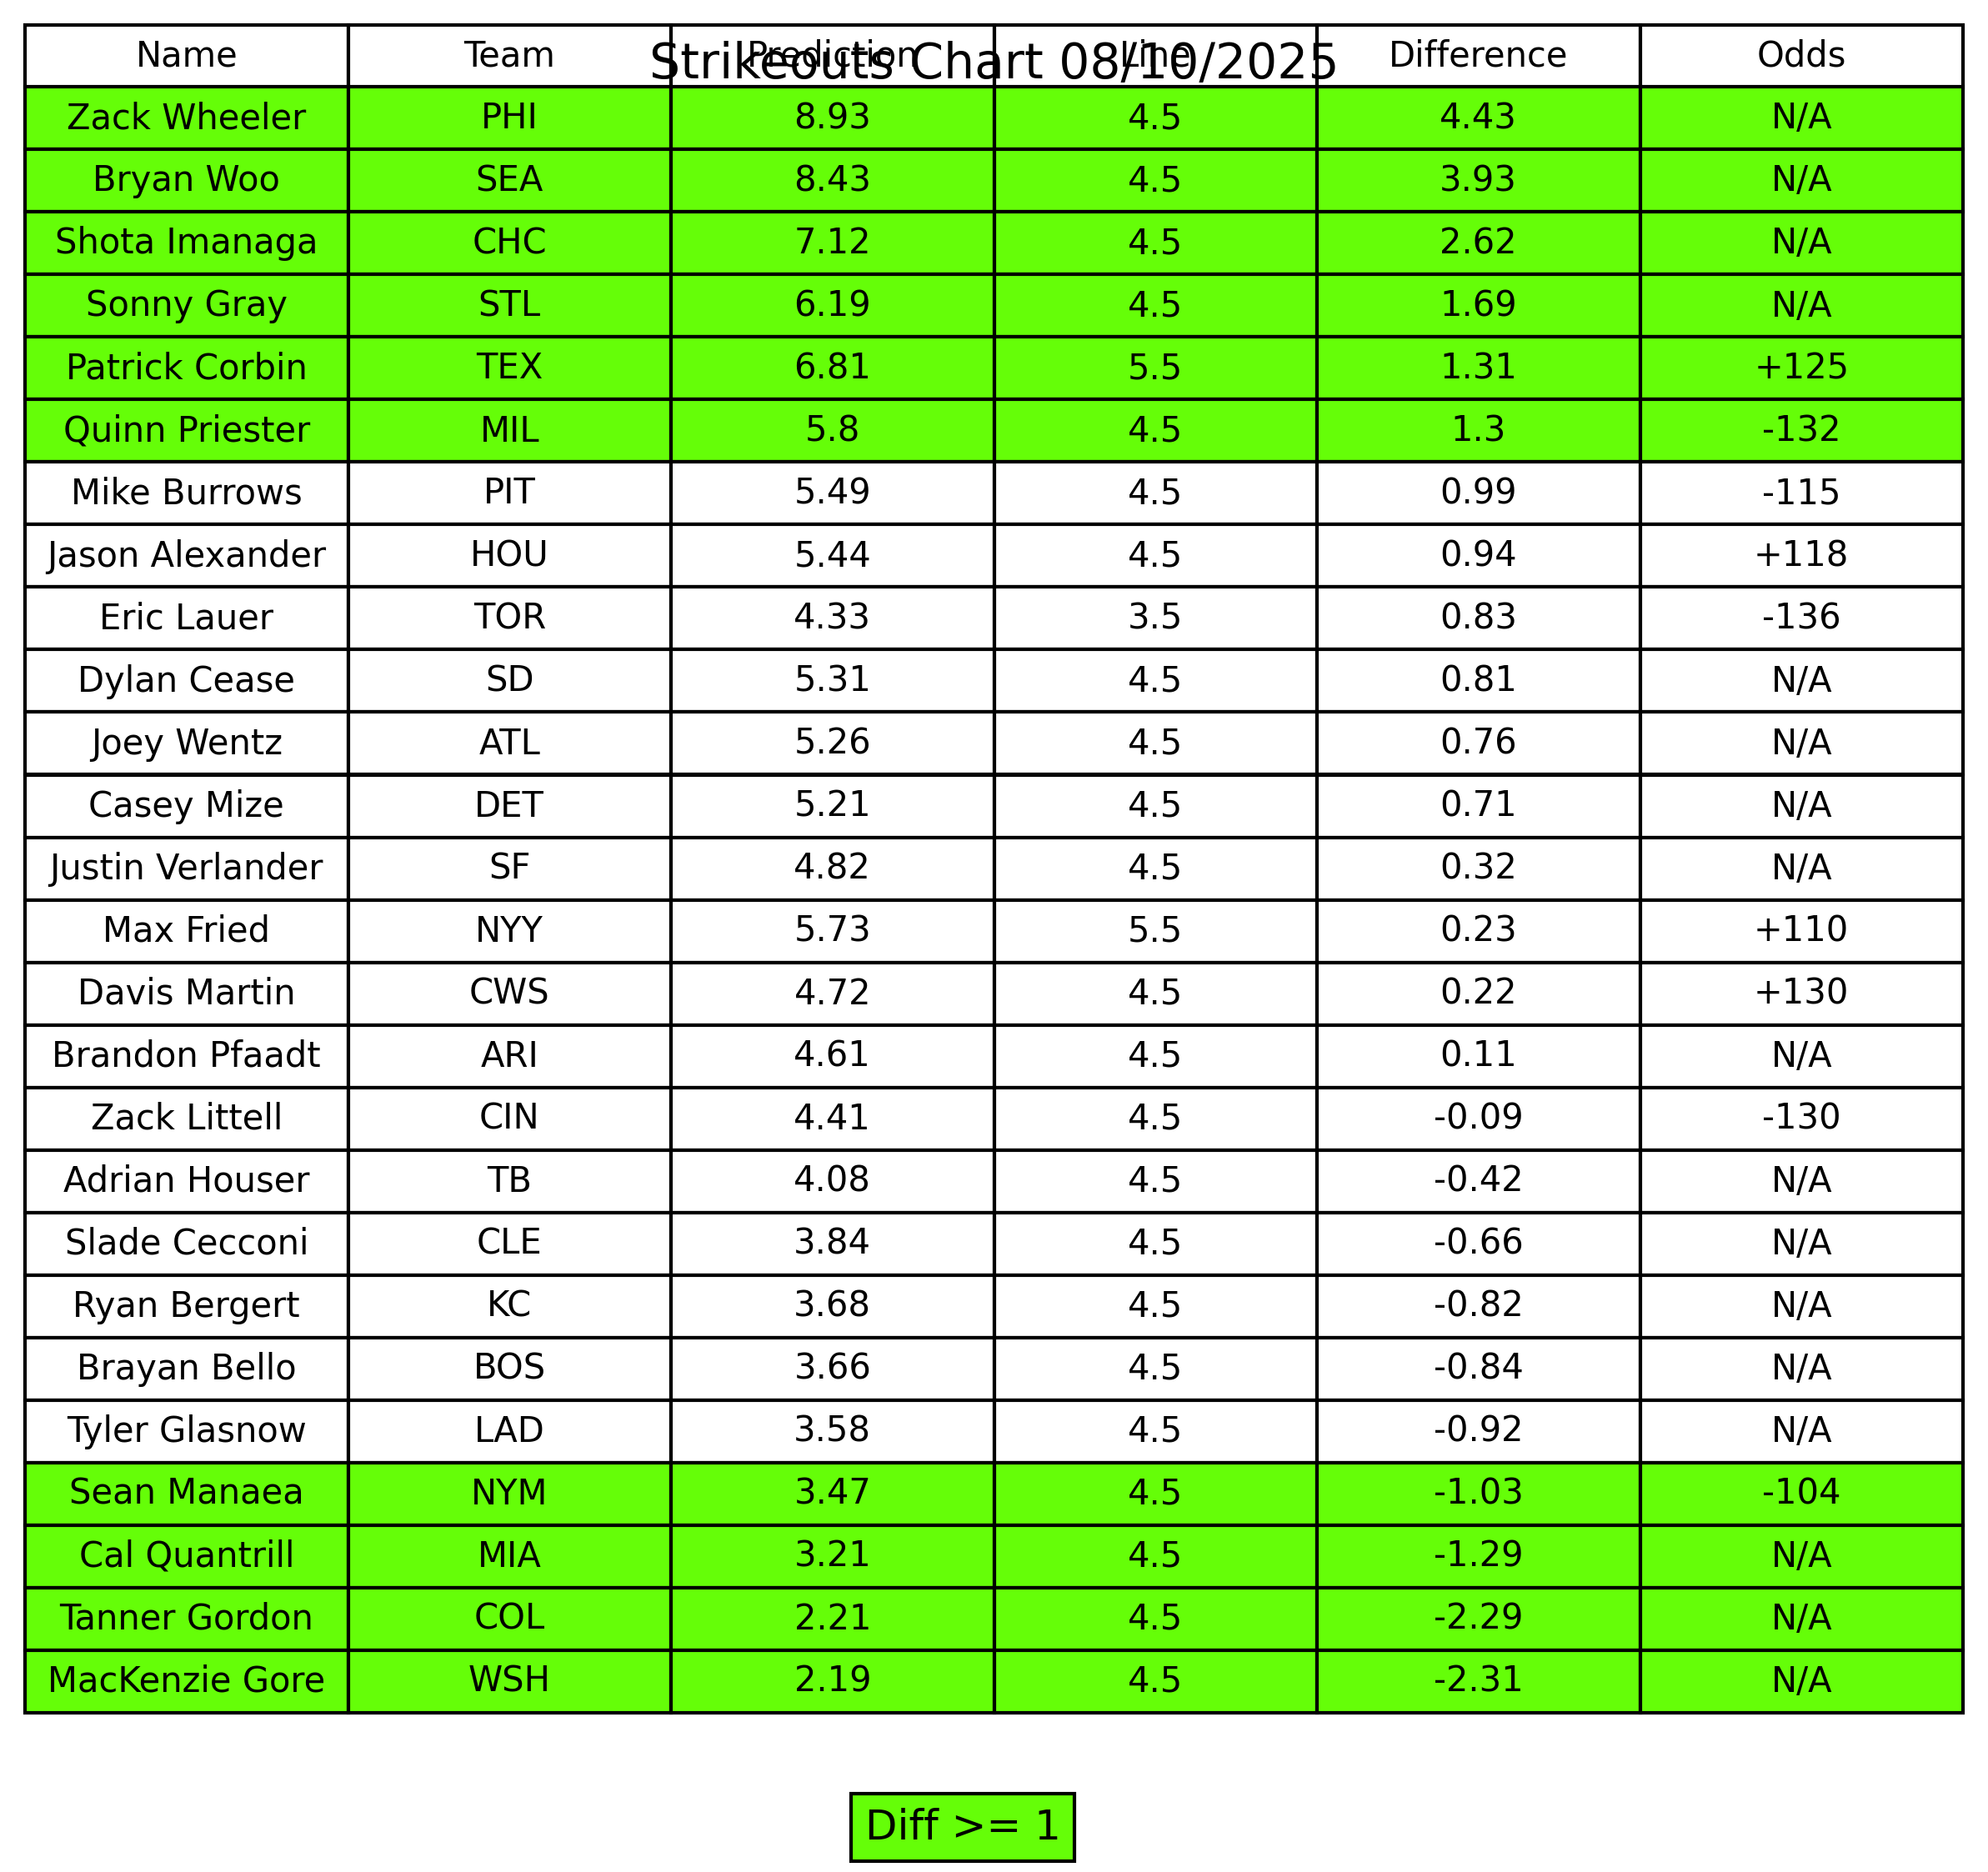 Strikeouts Chart 08/10/2025
Name Team Prediction Line Difference Odds
Zack Wheeler PHI 8.93 4.5 4.43 N/A
Bryan Woo SEA 8.43 4.5 3.93 N/A
Shota Imanaga CHC 7.12 4.5 2.62 N/A
Sonny Gray STL 6.19 4.5 1.69 N/A
Patrick Corbin TEX 6.81 5.5 1.31 +125
Quinn Priester MIL 5.8 4.5 1.3 -132
Mike Burrows PIT 5.49 4.5 0.99 -115
Jason Alexander HOU 5.44 4.5 0.94 +118
Eric Lauer TOR 4.33 3.5 0.83 -136
Dylan Cease SD 5.31 4.5 0.81 N/A
Joey Wentz ATL 5.26 4.5 0.76 N/A
Casey Mize DET 5.21 4.5 0.71 N/A
Justin Verlander SF 4.82 4.5 0.32 N/A
Max Fried NYY 5.73 5.5 0.23 +110
Davis Martin CWS 4.72 4.5 0.22 +130
Brandon Pfaadt ARI 4.61 4.5 0.11 N/A
Zack Littell CIN 4.41 4.5 -0.09 -130
Adrian Houser TB 4.08 4.5 -0.42 N/A
Slade Cecconi CLE 3.84 4.5 -0.66 N/A
Ryan Bergert KC 3.68 4.5 -0.82 N/A
Brayan Bello BOS 3.66 4.5 -0.84 N/A
Tyler Glasnow LAD 3.58 4.5 -0.92 N/A
Sean Manaea NYM 3.47 4.5 -1.03 -104
Cal Quantrill MIA 3.21 4.5 -1.29 N/A
Tanner Gordon COL 2.21 4.5 -2.29 N/A
MacKenzie Gore WSH 2.19 4.5 -2.31 N/A
Diff >= 1